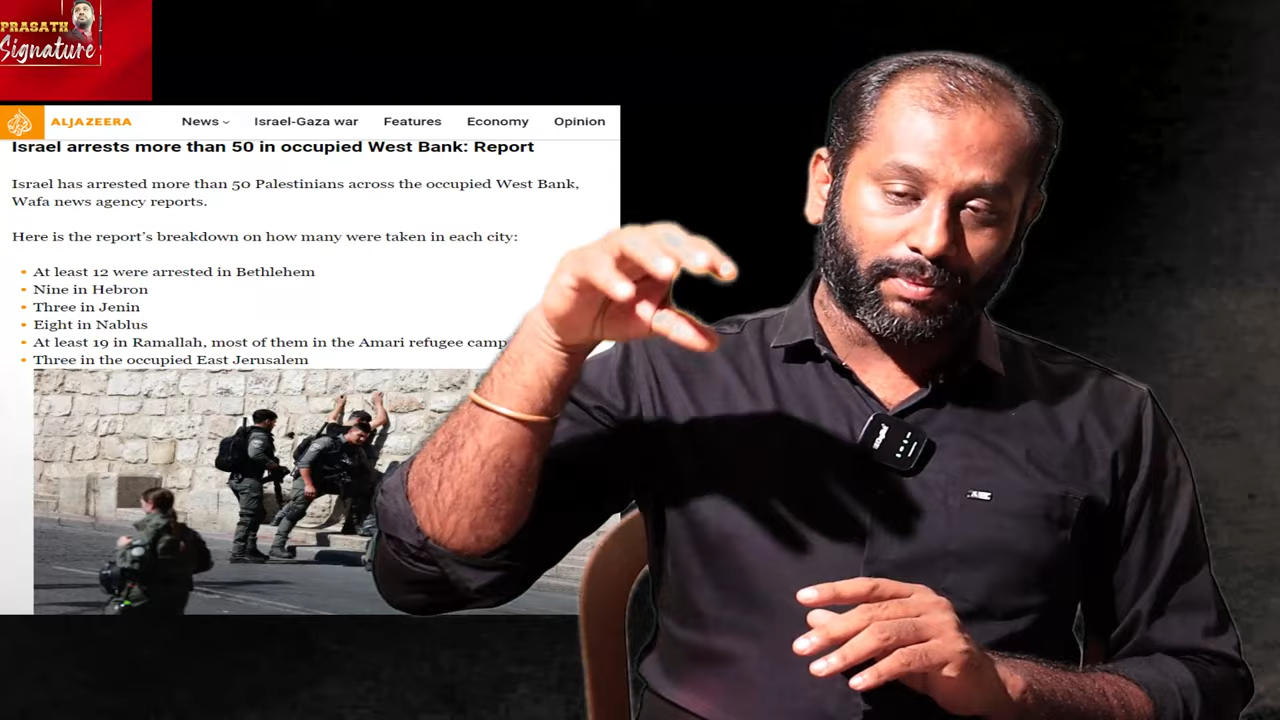 PRASATH
Signature
ALJAZEERA
News Israel-Gaza war Features Economy Opinion
Israel arrests more than 50 in occupied West Bank: Report
Israel has arrested more than 50 Palestinians across the occupied West Bank,
Wafa news agency reports.
Here is the report's breakdown on how many were taken in each city:
• At least 12 were arrested in Bethlehem
• Nine in Hebron
• Three in Jenin
• Eight in Nablus
• At least 19 in Ramallah, most of them in the Amari refugee camp
• Three in the occupied East Jerusalem